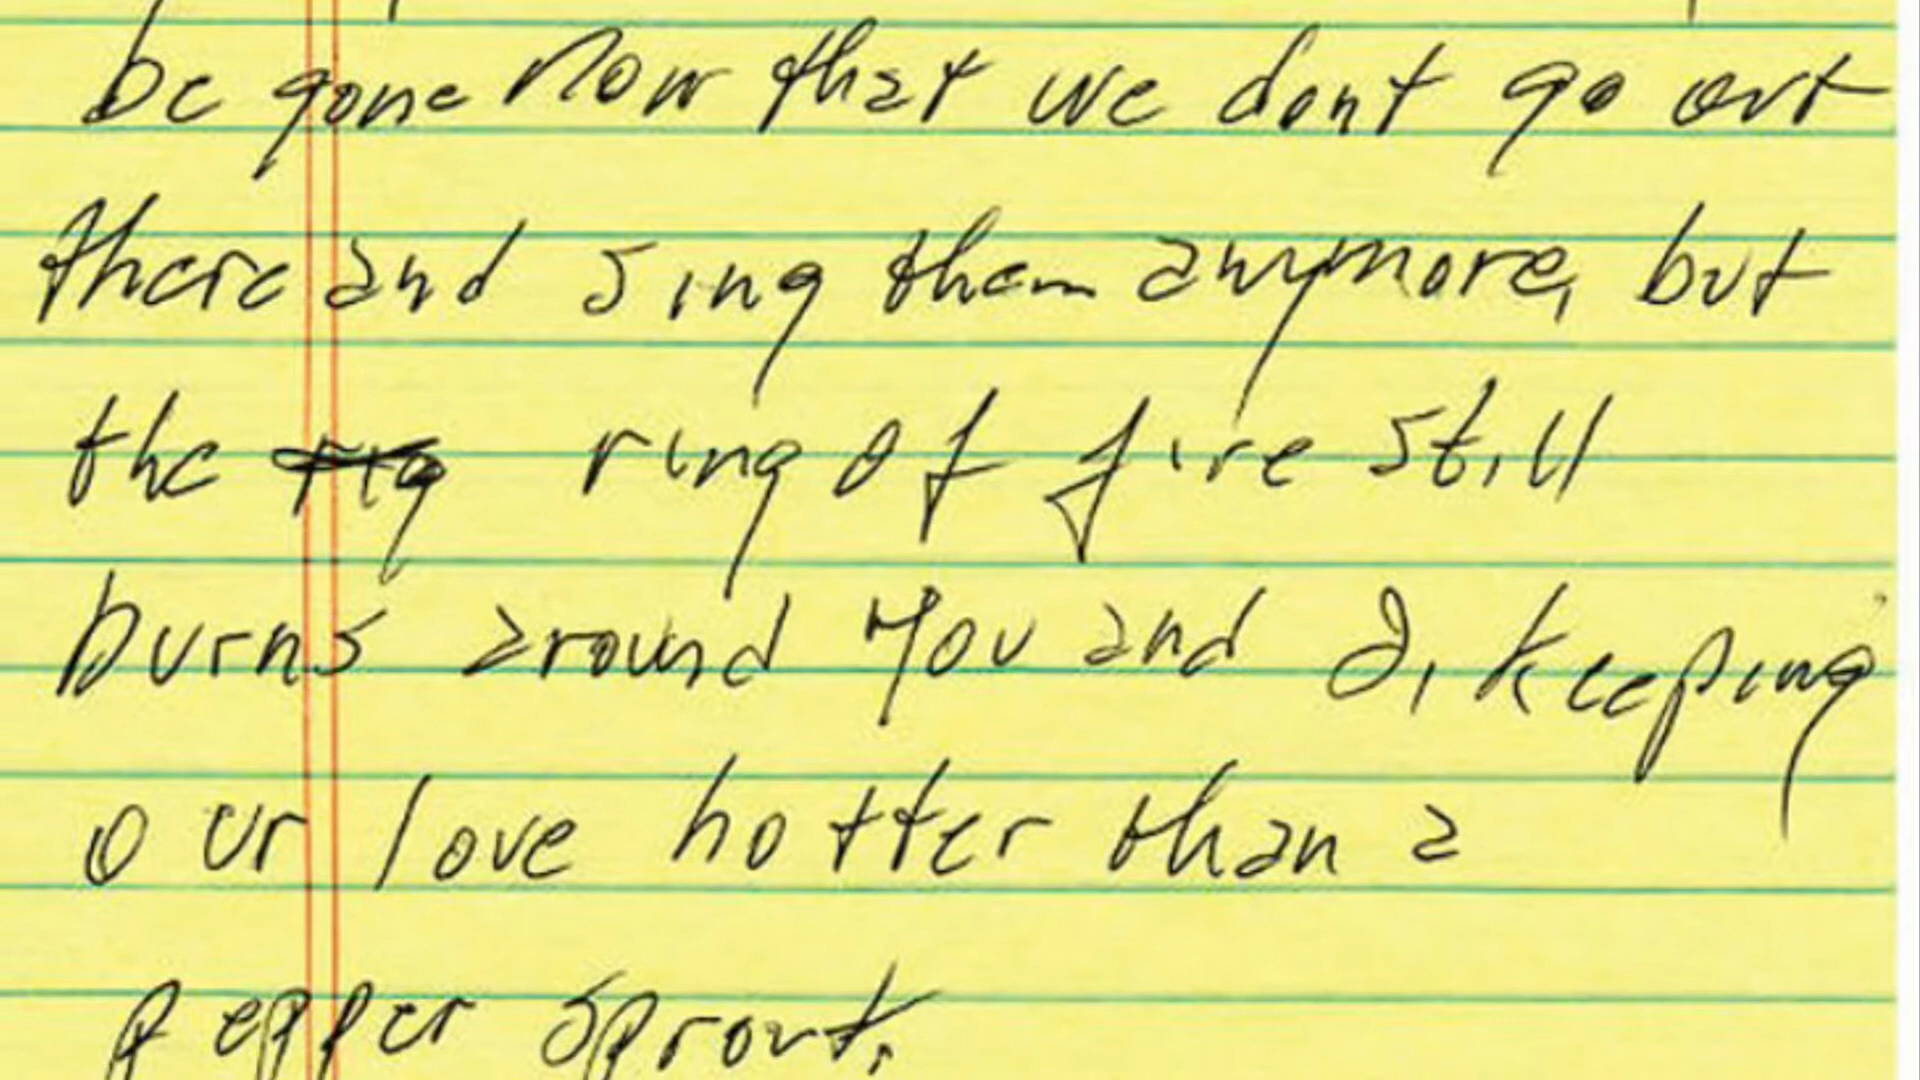 be gone now that we dont go out
there and sing them anymore, but
the rig ring of fire still
burns around you and I, keeping
our love hotter than a
pepper sprout.